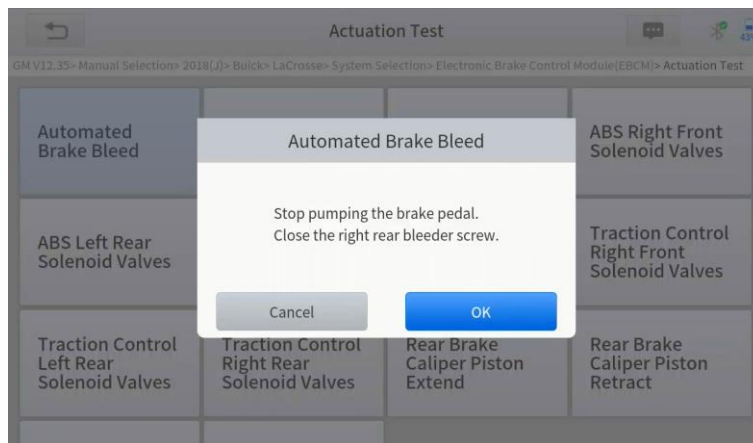 Actuation Test
43%
GM V12.35> Manual Selection> 2018(J)> Buick> LaCrosse> System Selection> Electronic Brake Control Module(EBCM)> Actuation Test
Automated
Brake Bleed
ABS Right Front
Solenoid Valves
Automated Brake Bleed
Stop pumping the brake pedal.
Close the right rear bleeder screw.
Cancel
OK
ABS Left Rear
Solenoid Valves
Traction Control
Right Front
Solenoid Valves
Traction Control
Left Rear
Solenoid Valves
Traction Control
Right Rear
Solenoid Valves
Rear Brake
Caliper Piston
Extend
Rear Brake
Caliper Piston
Retract